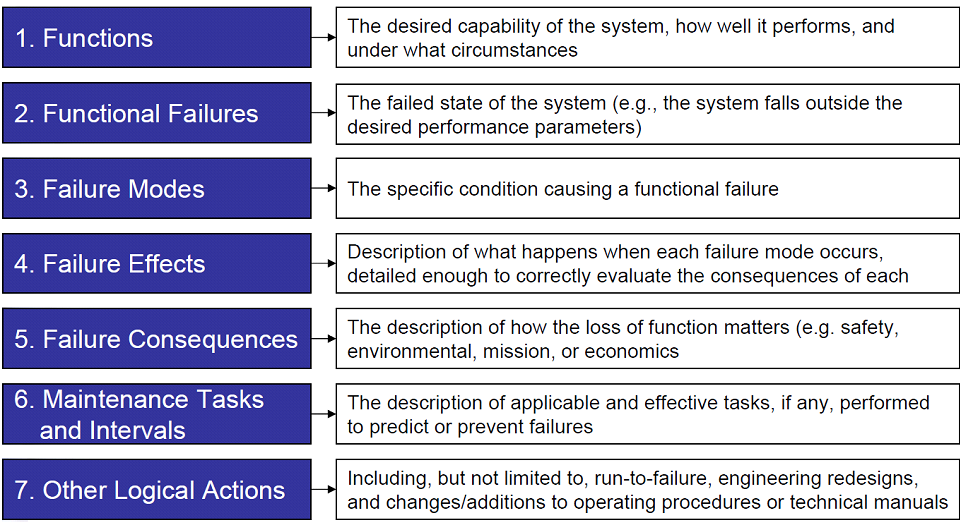 1. Functions
The desired capability of the system, how well it performs, and
under what circumstances
2. Functional Failures
The failed state of the system (e.g., the system falls outside the
desired performance parameters)
3. Failure Modes
The specific condition causing a functional failure
4. Failure Effects
Description of what happens when each failure mode occurs,
detailed enough to correctly evaluate the consequences of each
5. Failure Consequences
The description of how the loss of function matters (e.g. safety,
environmental, mission, or economics
6. Maintenance Tasks
and Intervals
The description of applicable and effective tasks, if any, performed
to predict or prevent failures
7. Other Logical Actions
Including, but not limited to, run-to-failure, engineering redesigns,
and changes/additions to operating procedures or technical manuals